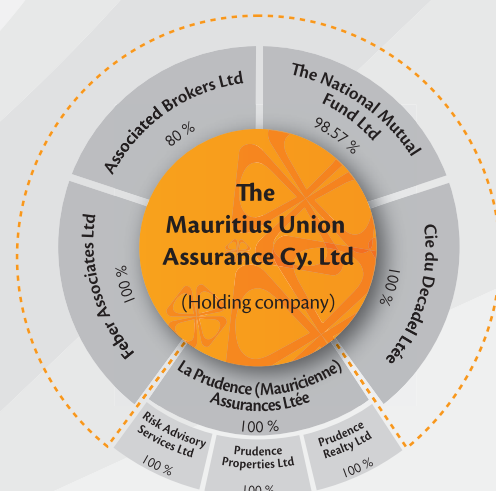 Associated Brokers Ltd
80 %
The National Mutual
Fund Ltd
98.57 %
The
Mauritius Union
Assurance Cy. Ltd
(Holding company)
Feber Associates Ltd
100 %
Cie du Decadel Ltée
100 %
La Prudence (Mauricienne)
Assurances Ltée
100 %
Risk Advisory
Services Ltd
100 %
Prudence
Properties Ltd
100 %
Prudence
Realty Ltd
100 %